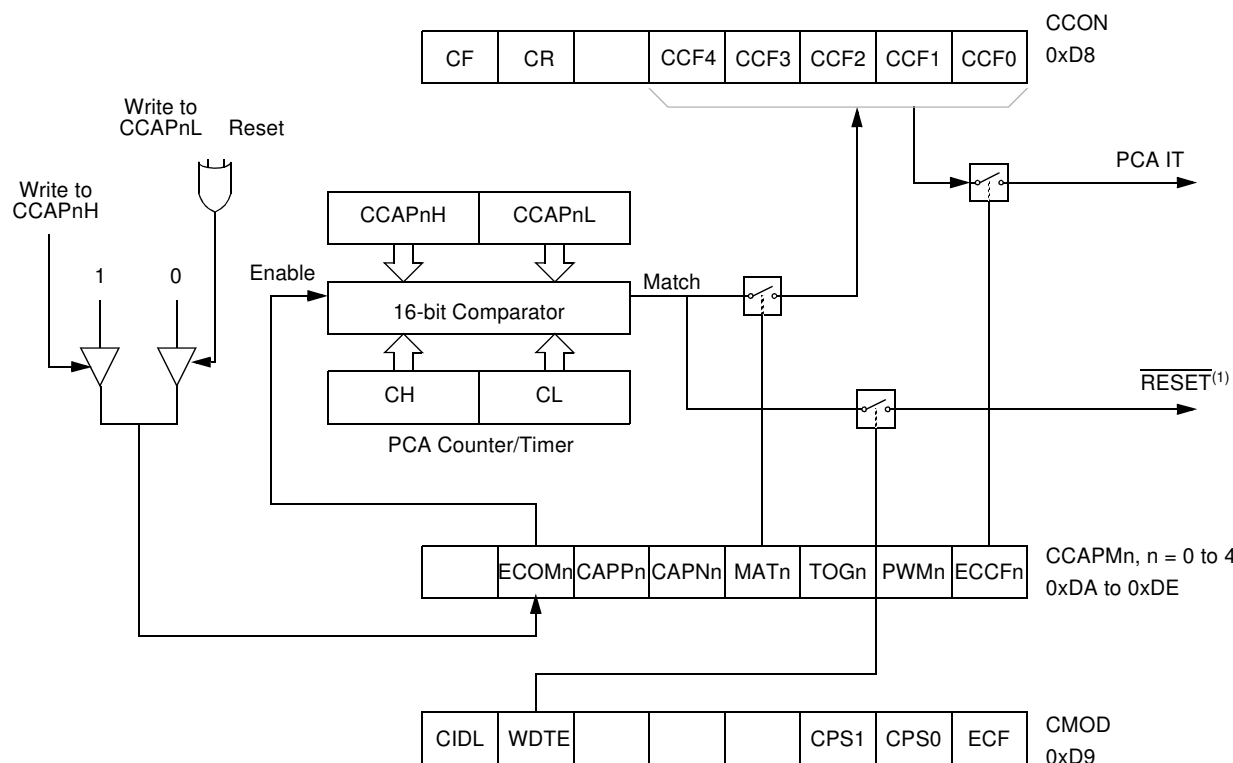 CCON
0xD8
CF CR CCF4 CCF3 CCF2 CCF1 CCF0
Write to
CCAPnL Reset
PCA IT
Write to
CCAPnH
CCAPnH CCAPnL
1 0
Enable
Match
16-bit Comparator
CH CL
RESET(1)
PCA Counter/Timer
ECOMn CAPPn CAPNn MATn TOGn PWMn ECCFn
CCAPMn, n = 0 to 4
0xDA to 0xDE
CIDL WDTE CPS1 CPS0 ECF
CMOD
0xD9